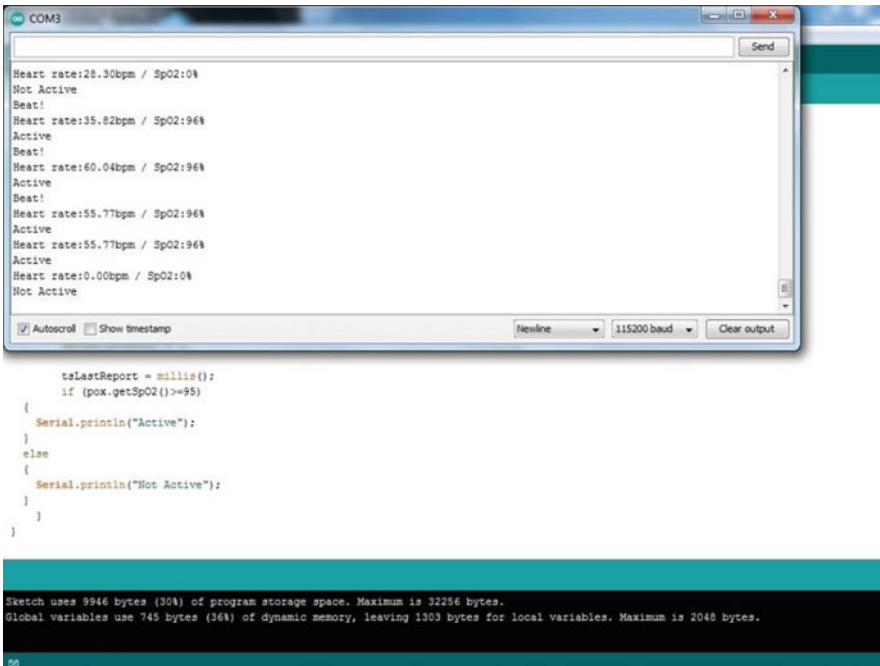 COM3
Send
Heart rate:28.30bpm / SpO2:0%
Not Active
Beat!
Heart rate:35.82bpm / SpO2:96%
Active
Beat!
Heart rate:60.04bpm / SpO2:96%
Active
Beat!
Heart rate:55.77bpm / SpO2:96%
Active
Heart rate:55.77bpm / SpO2:96%
Active
Heart rate:0.00bpm / SpO2:0%
Not Active
Autoscroll Show timestamp Newline 115200 baud Clear output
tsLastReport = millis();
if (pox.getSpO2()>=95)
{
Serial.println("Active");
}
else
{
Serial.println("Not Active");
}
}
}
Sketch uses 9946 bytes (30%) of program storage space. Maximum is 32256 bytes.
Global variables use 745 bytes (36%) of dynamic memory, leaving 1303 bytes for local variables. Maximum is 2048 bytes.